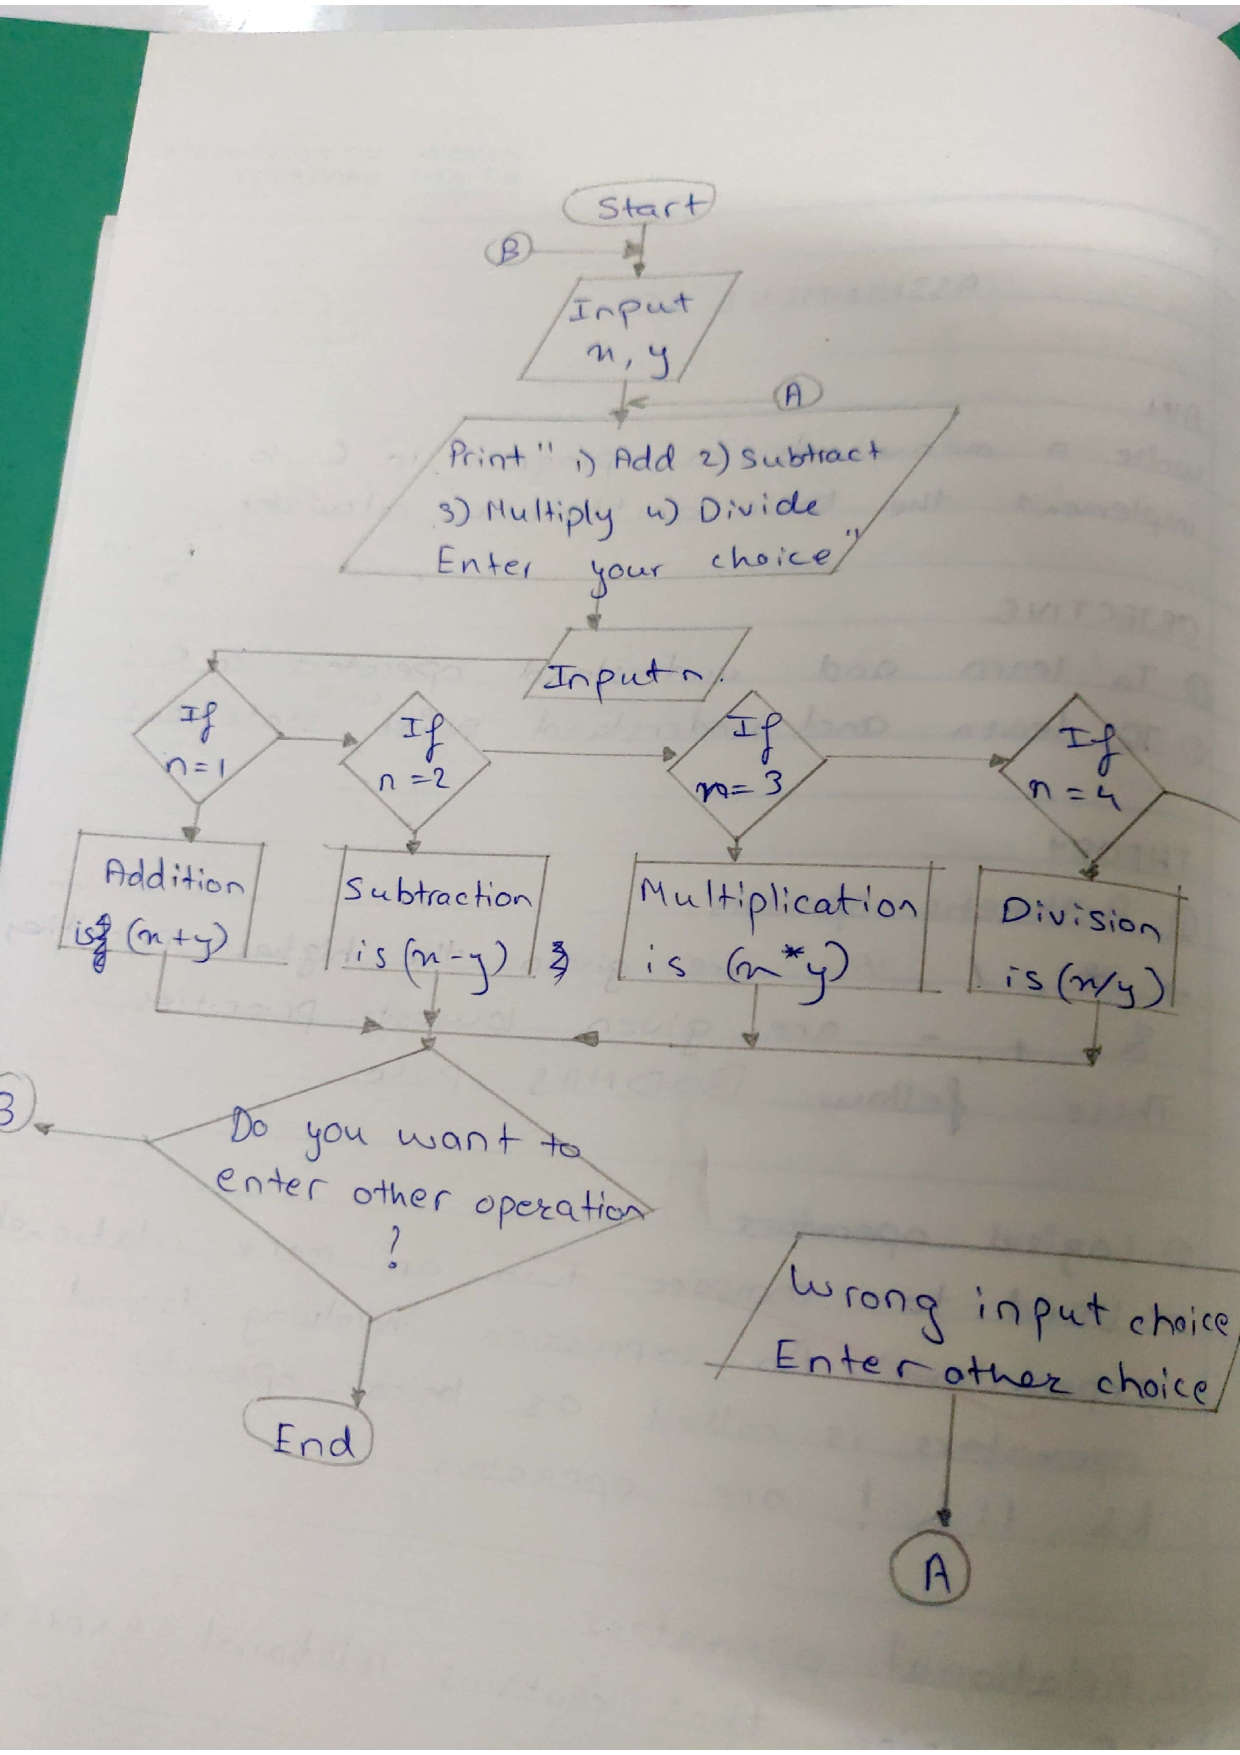 Start
B
Input
x, y
A
Print " 1) Add 2) Subtract
3) Multiply 4) Divide
Enter your choice"
Input n.
If
n=1
If
n=2
If
n=3
If
n=4
Addition
is (x+y)
Subtraction
is (x-y)
Multiplication
is (x*y)
Division
is (x/y)
B
Do you want to
enter other operation
?
Wrong input choice
Enter other choice
End
A